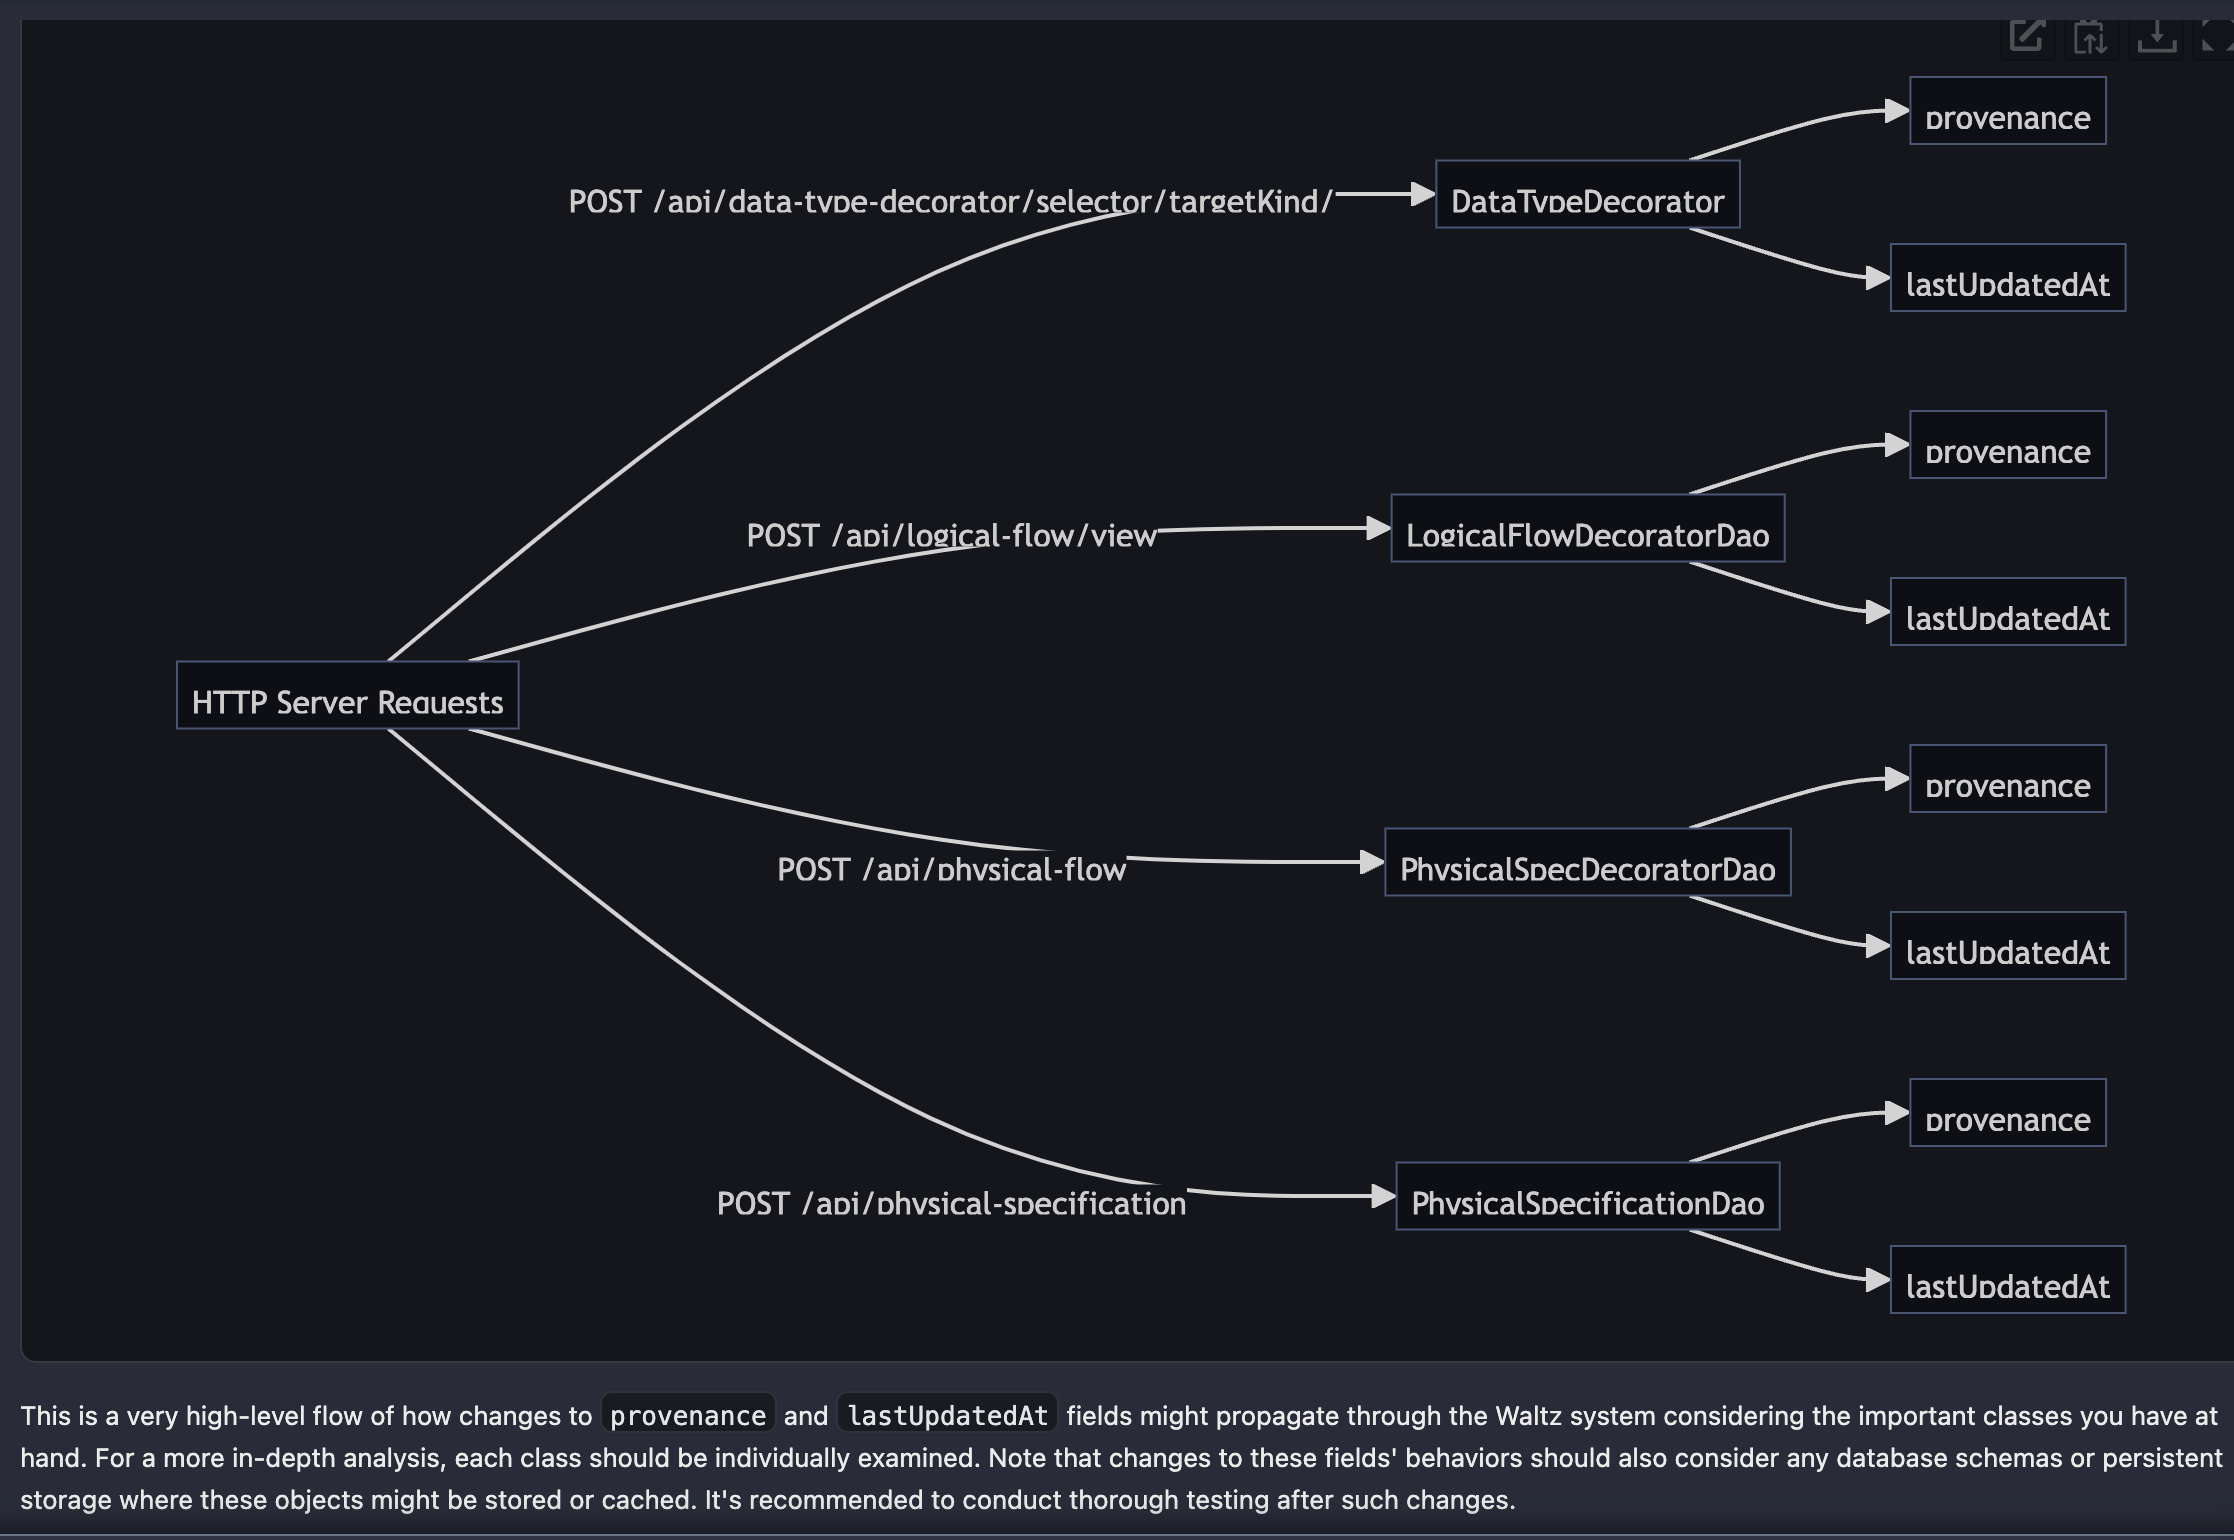 provenance
POST /api/data-type-decorator/selector/targetKind/
DataTypeDecorator
lastUpdatedAt
provenance
POST /api/logical-flow/view
LogicalFlowDecoratorDao
lastUpdatedAt
HTTP Server Requests
provenance
POST /api/physical-flow
PhysicalSpecDecoratorDao
lastUpdatedAt
provenance
POST /api/physical-specification
PhysicalSpecificationDao
lastUpdatedAt
This is a very high-level flow of how changes to provenance and lastUpdatedAt fields might propagate through the Waltz system considering the important classes you have at
hand. For a more in-depth analysis, each class should be individually examined. Note that changes to these fields' behaviors should also consider any database schemas or persistent
storage where these objects might be stored or cached. It's recommended to conduct thorough testing after such changes.